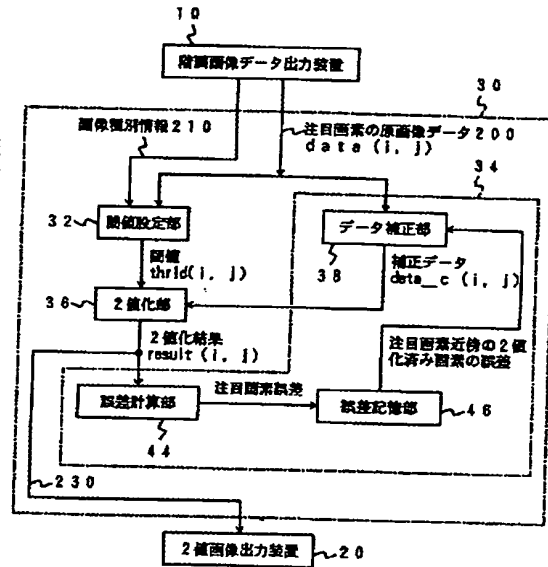 10
階調画像データ出力装置
30
画像種別情報210
注目画素の原画像データ200
data(i, j)
34
32
閾値設定部
データ補正部
38
閾値
thrid(i, j)
補正データ
data_c(i, j)
36
2値化部
2値化結果
result(i, j)
注目画素近傍の2値
化済み画素の誤差
注目画素誤差
誤差計算部
誤差記憶部
46
44
230
2値画像出力装置
20